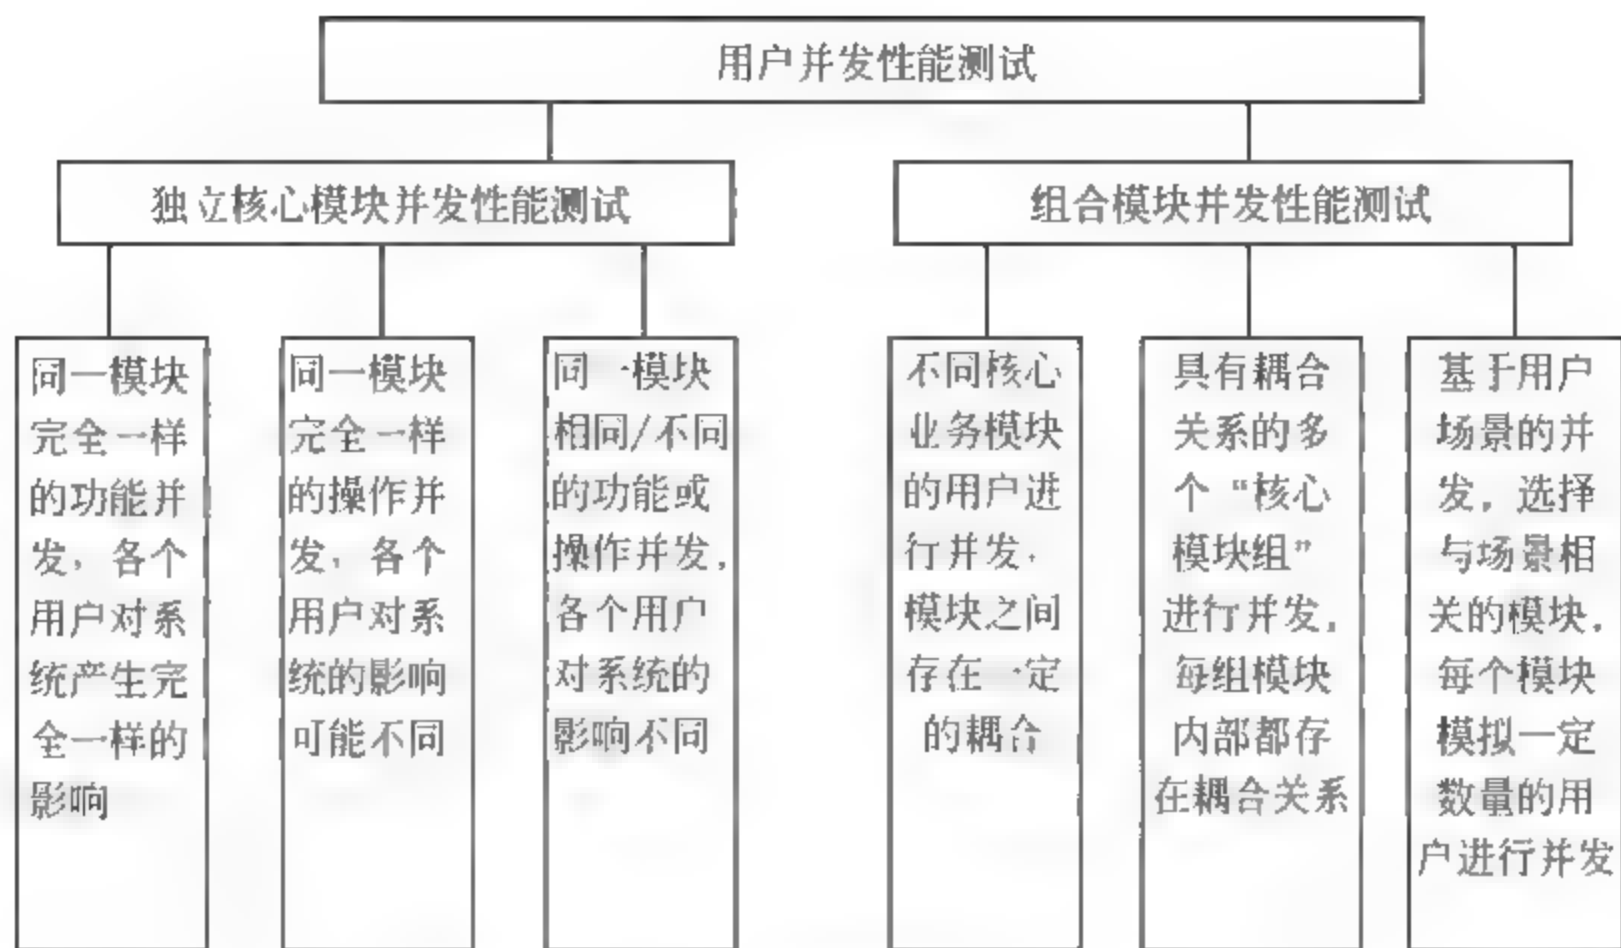 用户并发性能测试
独立核心模块并发性能测试
组合模块并发性能测试
同一模块
完全一样
的功能并
发，各个
用户对系
统产生完
全一样的
影响
同一模块
完全一样
的操作并
发，各个
用户对系
统的影响
可能不同
同一模块
相同/不同
的功能或
操作并发，
各个用户
对系统的
影响不同
不同核心
业务模块
的用户进
行并发，
模块之间
存在一定
的耦合
具有耦合
关系的多
个“核心
模块组”
进行并发，
每组模块
内部都存
在耦合关系
基于用户
场景的并
发，选择
与场景相
关的模块，
每个模块
模拟一定
数量的用
户进行并发